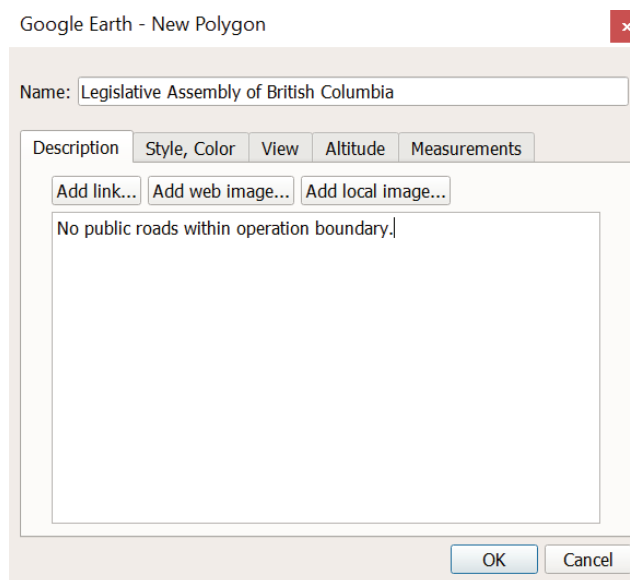 Google Earth - New Polygon
x
Name: Legislative Assembly of British Columbia
Description Style, Color View Altitude Measurements
Add link... Add web image... Add local image...
No public roads within operation boundary.
OK Cancel